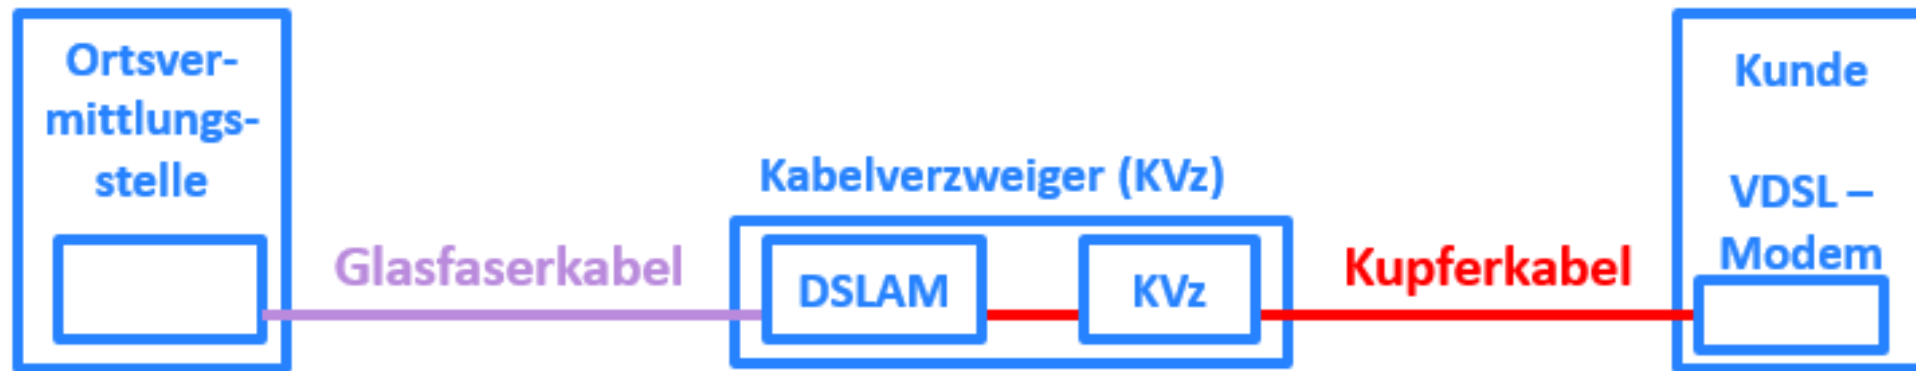 Ortsver-
mittlungs-
stelle
Glasfaserkabel
Kabelverzweiger (KVz)
DSLAM
KVz
Kupferkabel
Kunde
VDSL –
Modem